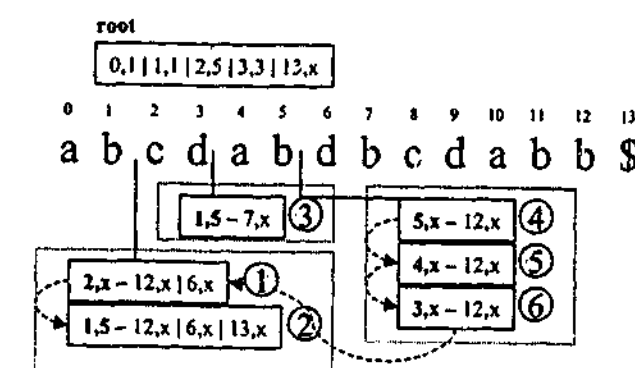 root
0,1 | 1,1 | 2,5 | 3,3 | 13,x
0 1 2 3 4 5 6 7 8 9 10 11 12 13
a b c d a b d b c d a b b $
1,5 – 7,x ③
5,x – 12,x ④
4,x – 12,x ⑤
3,x – 12,x ⑥
2,x – 12,x | 6,x ①
1,5 – 12,x | 6,x | 13,x ②